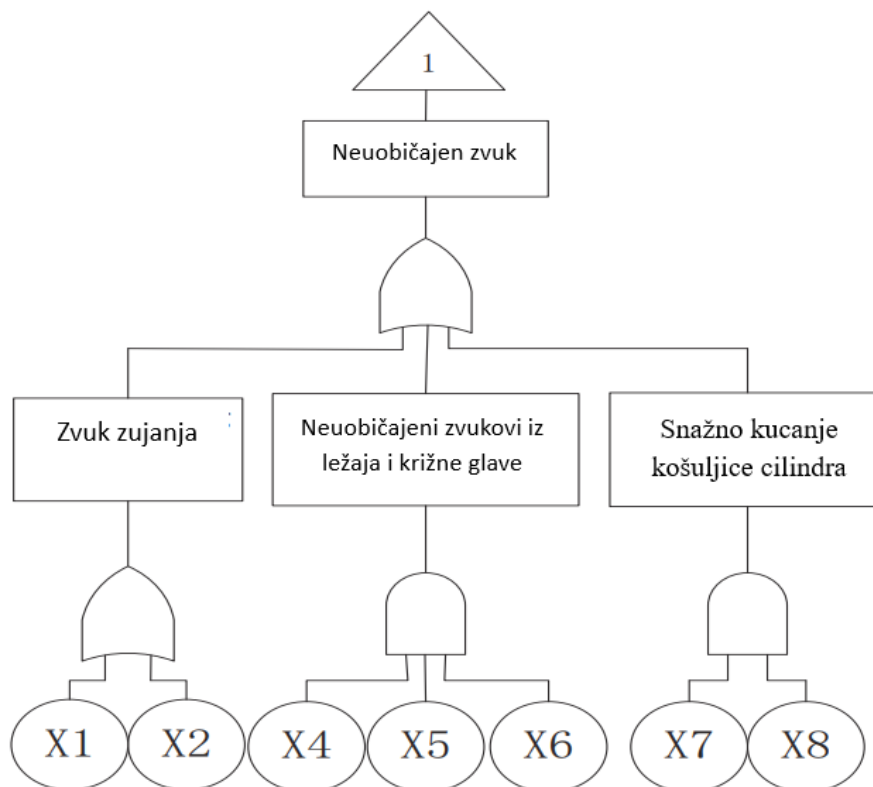 1
Neuobičajen zvuk
Zvuk zujanja
Neuobičajeni zvukovi iz
ležaja i križne glave
Snažno kucanje
košuljice cilindra
X1
X2
X4
X5
X6
X7
X8